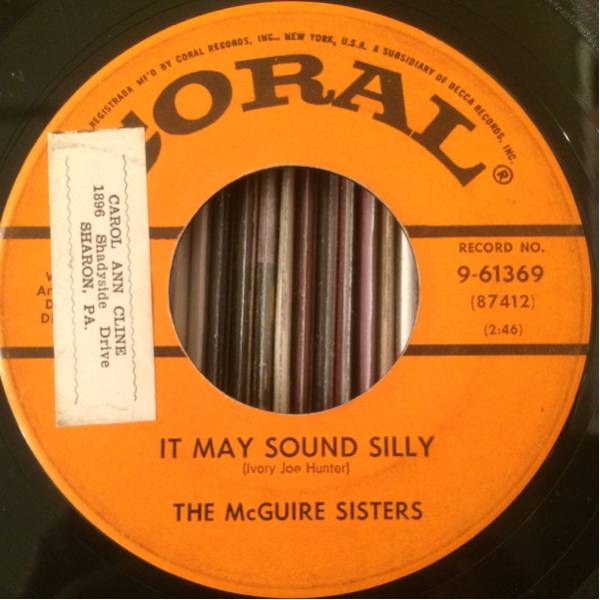 REGISTRADA. MF'D BY CORAL RECORDS, INC., NEW YORK, U.S.A. A SUBSIDIARY OF DECCA RECORDS, INC.
CORAL®
CAROL ANN CLINE
1896 Shadyside Drive
SHARON, PA.
RECORD NO.
9-61369
(87412)
(2:46)
IT MAY SOUND SILLY
(Ivory Joe Hunter)
THE McGUIRE SISTERS